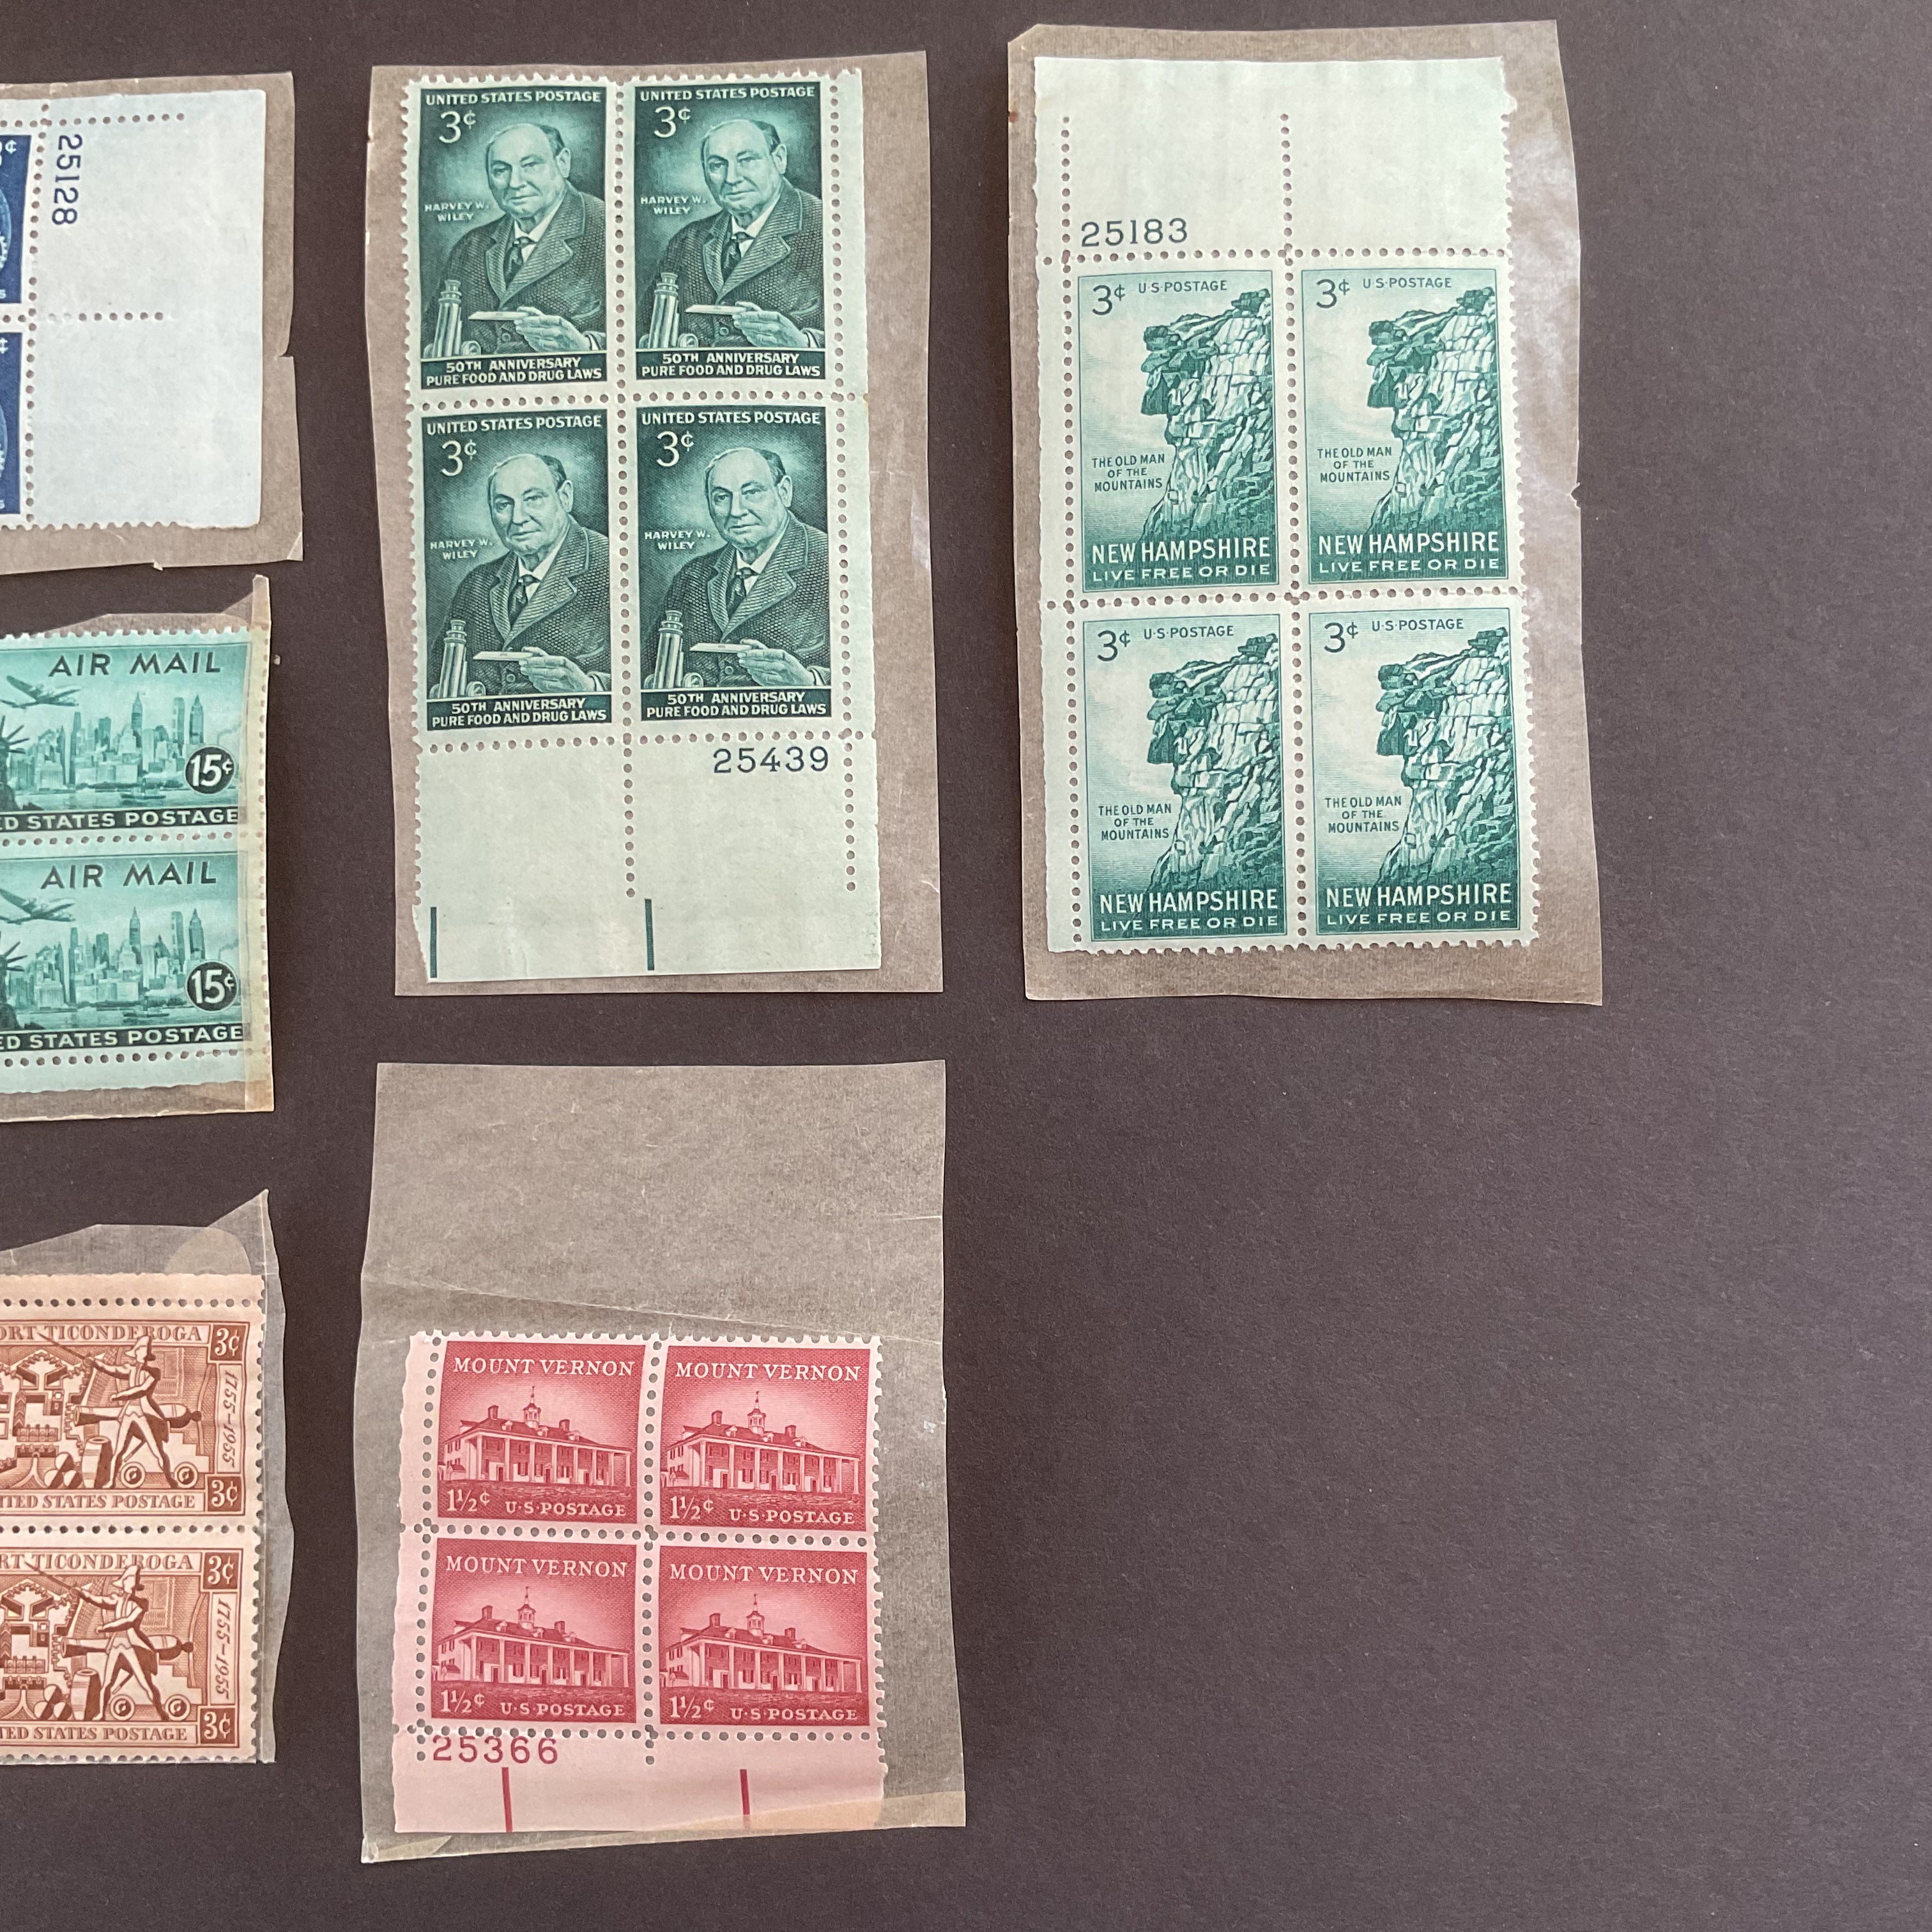 25128
UNITED STATES POSTAGE
3¢
HARVEY W.
WILEY
50TH ANNIVERSARY
PURE FOOD AND DRUG LAWS
UNITED STATES POSTAGE
3¢
HARVEY W.
WILEY
50TH ANNIVERSARY
PURE FOOD AND DRUG LAWS
UNITED STATES POSTAGE
3¢
HARVEY W.
WILEY
50TH ANNIVERSARY
PURE FOOD AND DRUG LAWS
UNITED STATES POSTAGE
3¢
HARVEY W.
WILEY
50TH ANNIVERSARY
PURE FOOD AND DRUG LAWS
25439
25183
3¢ U·S·POSTAGE
THE OLD MAN
OF THE
MOUNTAINS
NEW HAMPSHIRE
LIVE FREE OR DIE
3¢ U·S·POSTAGE
THE OLD MAN
OF THE
MOUNTAINS
NEW HAMPSHIRE
LIVE FREE OR DIE
3¢ U·S·POSTAGE
THE OLD MAN
OF THE
MOUNTAINS
NEW HAMPSHIRE
LIVE FREE OR DIE
3¢ U·S·POSTAGE
THE OLD MAN
OF THE
MOUNTAINS
NEW HAMPSHIRE
LIVE FREE OR DIE
AIR MAIL
15¢
ED STATES POSTAGE
AIR MAIL
15¢
ED STATES POSTAGE
ORT TICONDEROGA 3¢
1755-1955
ITED STATES POSTAGE 3¢
RT TICONDEROGA 3¢
1755-1955
TED STATES POSTAGE 3¢
MOUNT VERNON
1½¢ U·S·POSTAGE
MOUNT VERNON
1½¢ U·S·POSTAGE
MOUNT VERNON
1½¢ U·S·POSTAGE
MOUNT VERNON
1½¢ U·S·POSTAGE
25366